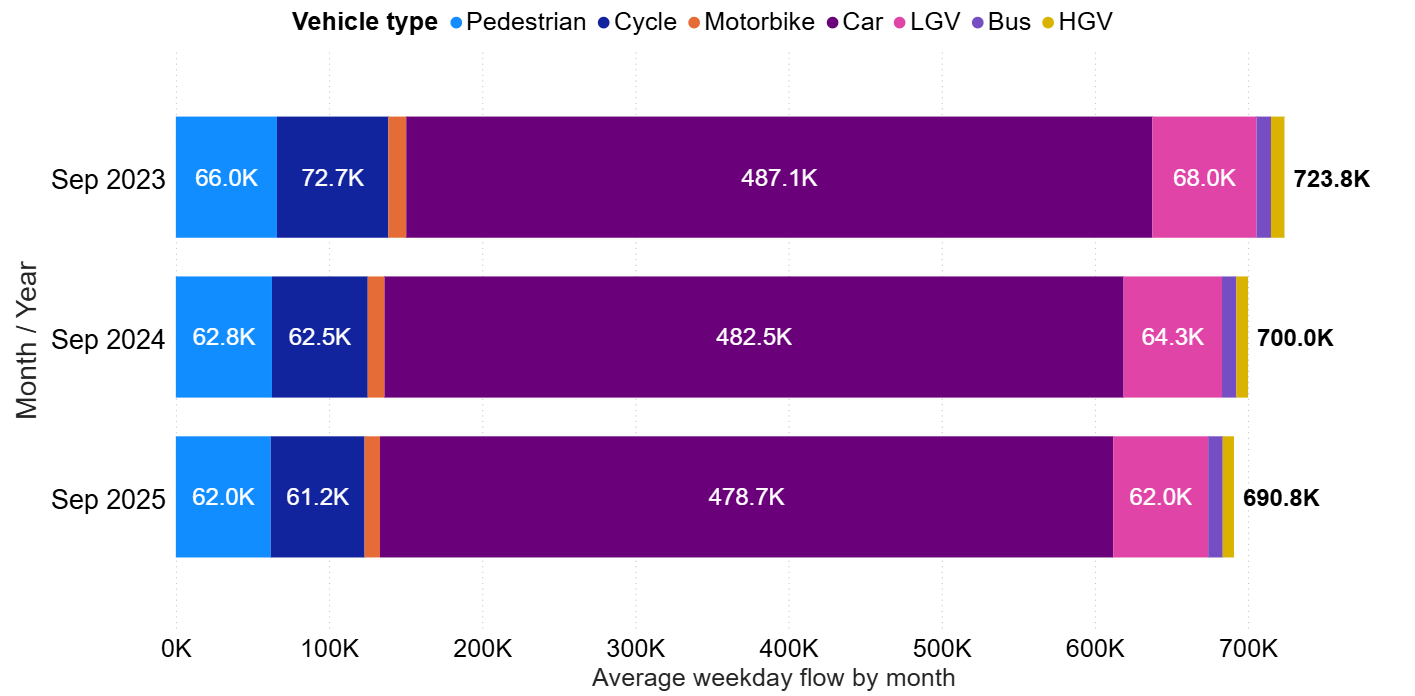 Vehicle type Pedestrian Cycle Motorbike Car LGV Bus HGV
Month / Year
Sep 2023 66.0K 72.7K 487.1K 68.0K 723.8K
Sep 2024 62.8K 62.5K 482.5K 64.3K 700.0K
Sep 2025 62.0K 61.2K 478.7K 62.0K 690.8K
0K 100K 200K 300K 400K 500K 600K 700K
Average weekday flow by month